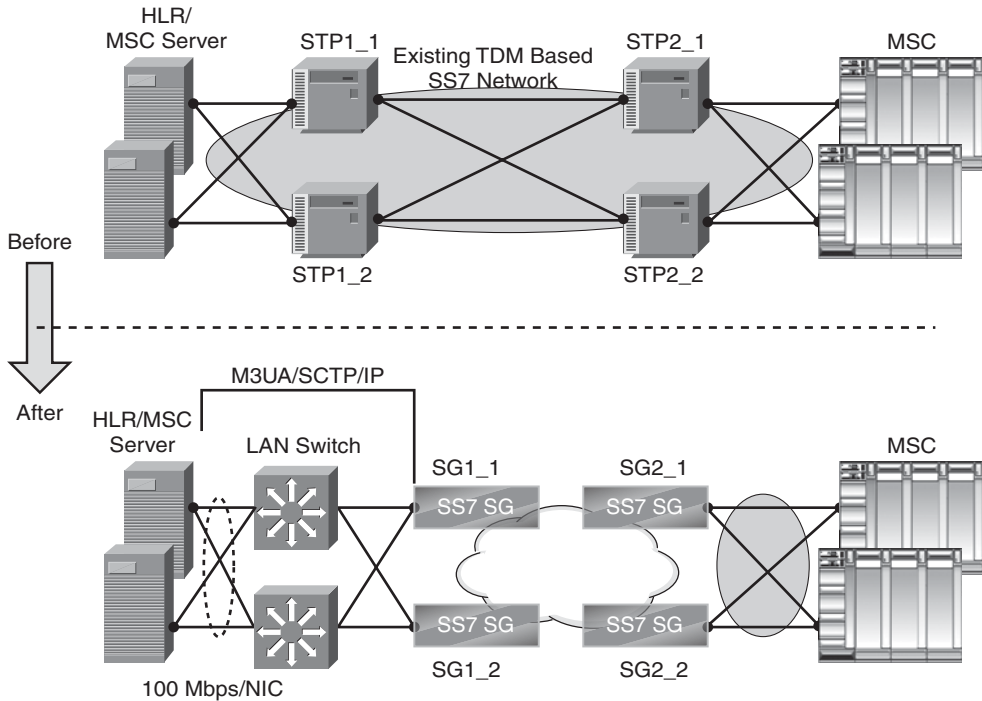 HLR/
MSC Server
STP1_1
Existing TDM Based
SS7 Network
STP2_1
MSC
Before
STP1_2
STP2_2
M3UA/SCTP/IP
After
HLR/MSC
Server
LAN Switch
SG1_1
SG2_1
MSC
SS7 SG
SS7 SG
SS7 SG
SS7 SG
SG1_2
SG2_2
100 Mbps/NIC